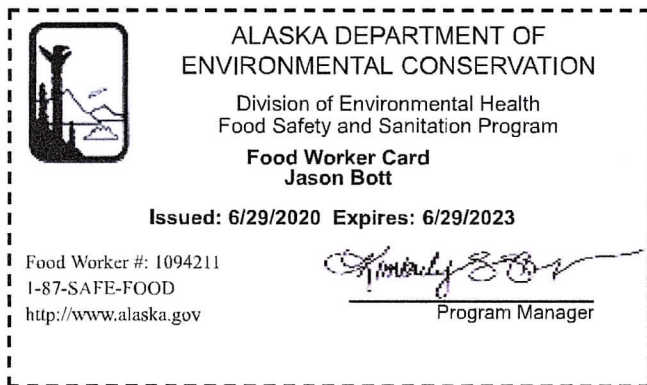 ALASKA DEPARTMENT OF
ENVIRONMENTAL CONSERVATION
Division of Environmental Health
Food Safety and Sanitation Program
Food Worker Card
Jason Bott
Issued: 6/29/2020 Expires: 6/29/2023
Food Worker #: 1094211
1-87-SAFE-FOOD
http://www.alaska.gov
Kimberly
Program Manager